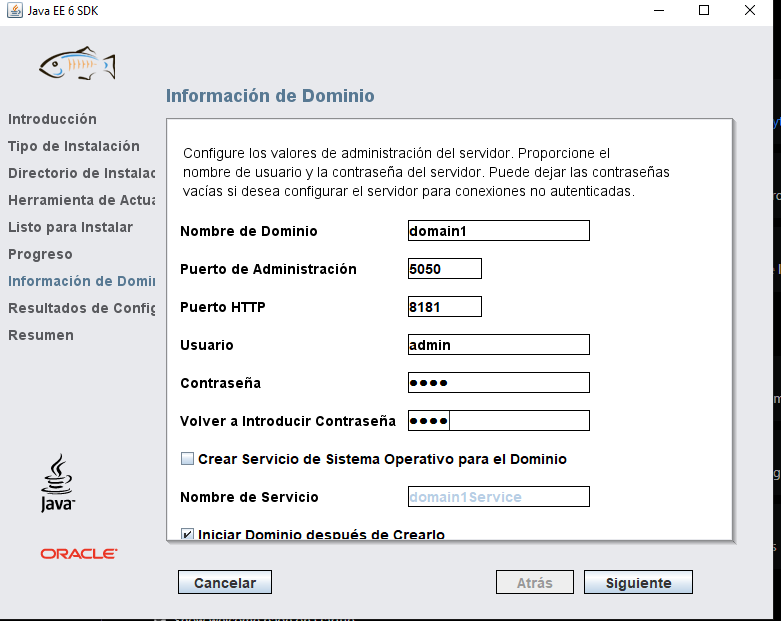 Java EE 6 SDK
Introducción
Tipo de Instalación
Directorio de Instalac
Herramienta de Actua
Listo para Instalar
Progreso
Información de Domin
Resultados de Config
Resumen
Java
ORACLE
Información de Dominio
Configure los valores de administración del servidor. Proporcione el
nombre de usuario y la contraseña del servidor. Puede dejar las contraseñas
vacías si desea configurar el servidor para conexiones no autenticadas.
Nombre de Dominio domain1
Puerto de Administración 5050
Puerto HTTP 8181
Usuario admin
Contraseña ●●●●
Volver a Introducir Contraseña ●●●●
Crear Servicio de Sistema Operativo para el Dominio
Nombre de Servicio domain1Service
Iniciar Dominio después de Crearlo
Cancelar Atrás Siguiente